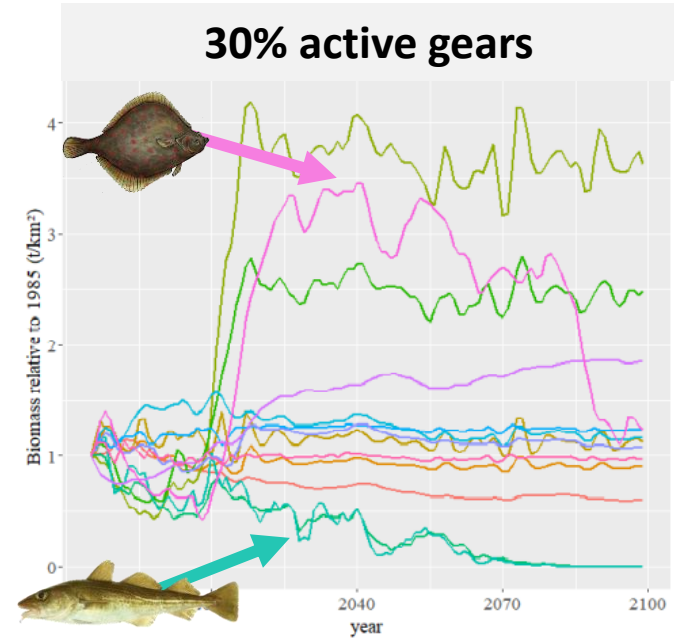 30% active gears
Biomass relative to 1985 (t/km²)
4
3
2
1
0
2040
2070
2100
year